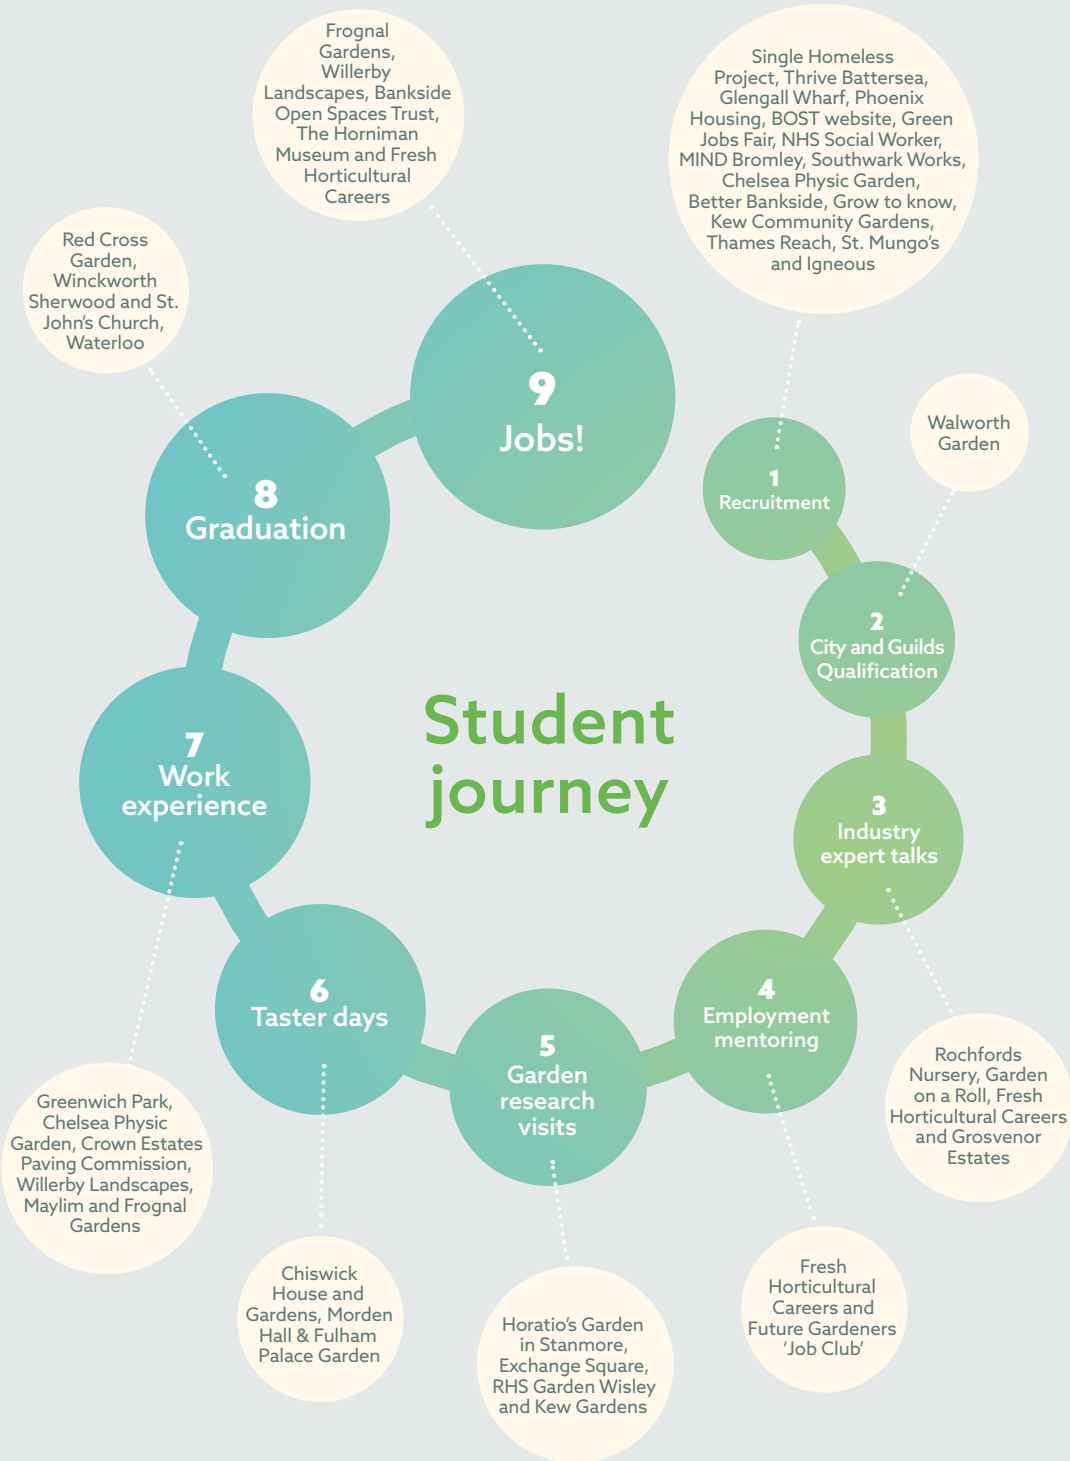 Student
journey
1
Recruitment
Single Homeless
Project, Thrive Battersea,
Glengall Wharf, Phoenix
Housing, BOST website, Green
Jobs Fair, NHS Social Worker,
MIND Bromley, Southwark Works,
Chelsea Physic Garden,
Better Bankside, Grow to know,
Kew Community Gardens,
Thames Reach, St. Mungo's
and Igneous
2
City and Guilds
Qualification
Walworth
Garden
3
Industry
expert talks
Rochfords
Nursery, Garden
on a Roll, Fresh
Horticultural Careers
and Grosvenor
Estates
4
Employment
mentoring
Fresh
Horticultural
Careers and
Future Gardeners
‘Job Club’
5
Garden
research
visits
Horatio's Garden
in Stanmore,
Exchange Square,
RHS Garden Wisley
and Kew Gardens
6
Taster days
Chiswick
House and
Gardens, Morden
Hall & Fulham
Palace Garden
7
Work
experience
Greenwich Park,
Chelsea Physic
Garden, Crown Estates
Paving Commission,
Willerby Landscapes,
Maylim and Frognal
Gardens
8
Graduation
Red Cross
Garden,
Winckworth
Sherwood and St.
John's Church,
Waterloo
9
Jobs!
Frognal
Gardens,
Willerby
Landscapes, Bankside
Open Spaces Trust,
The Horniman
Museum and Fresh
Horticultural
Careers